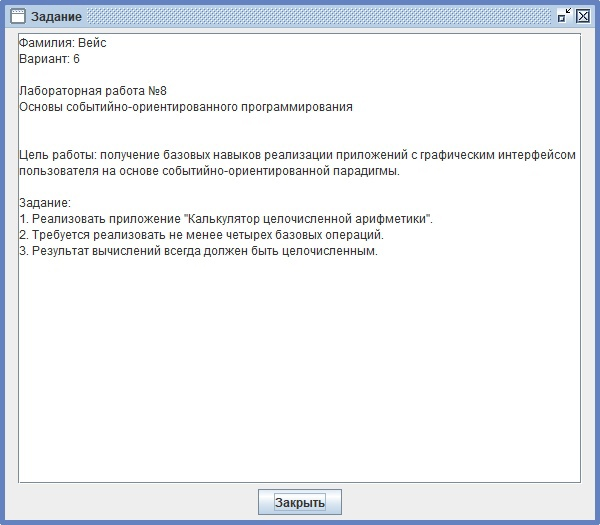 Задание
Фамилия: Вейс
Вариант: 6
Лабораторная работа №8
Основы событийно-ориентированного программирования
Цель работы: получение базовых навыков реализации приложений с графическим интерфейсом
пользователя на основе событийно-ориентированной парадигмы.
Задание:
1. Реализовать приложение "Калькулятор целочисленной арифметики".
2. Требуется реализовать не менее четырех базовых операций.
3. Результат вычислений всегда должен быть целочисленным.
Закрыть